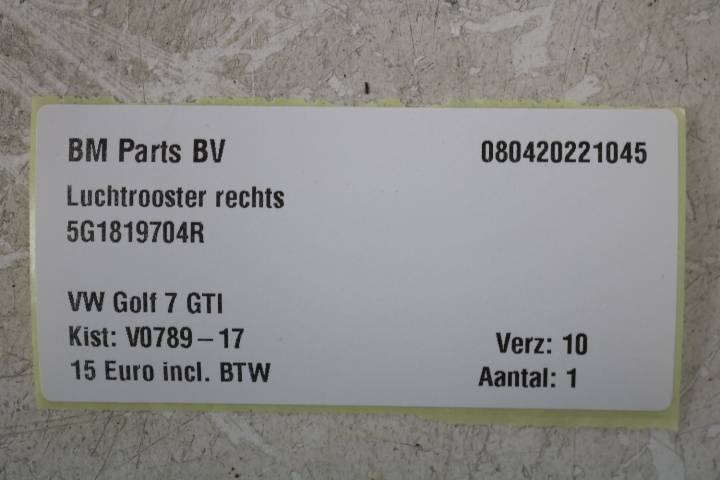 BM Parts BV 080420221045
Luchtrooster rechts
5G1819704R
VW Golf 7 GTI
Kist: V0789-17 Verz: 10
15 Euro incl. BTW Aantal: 1